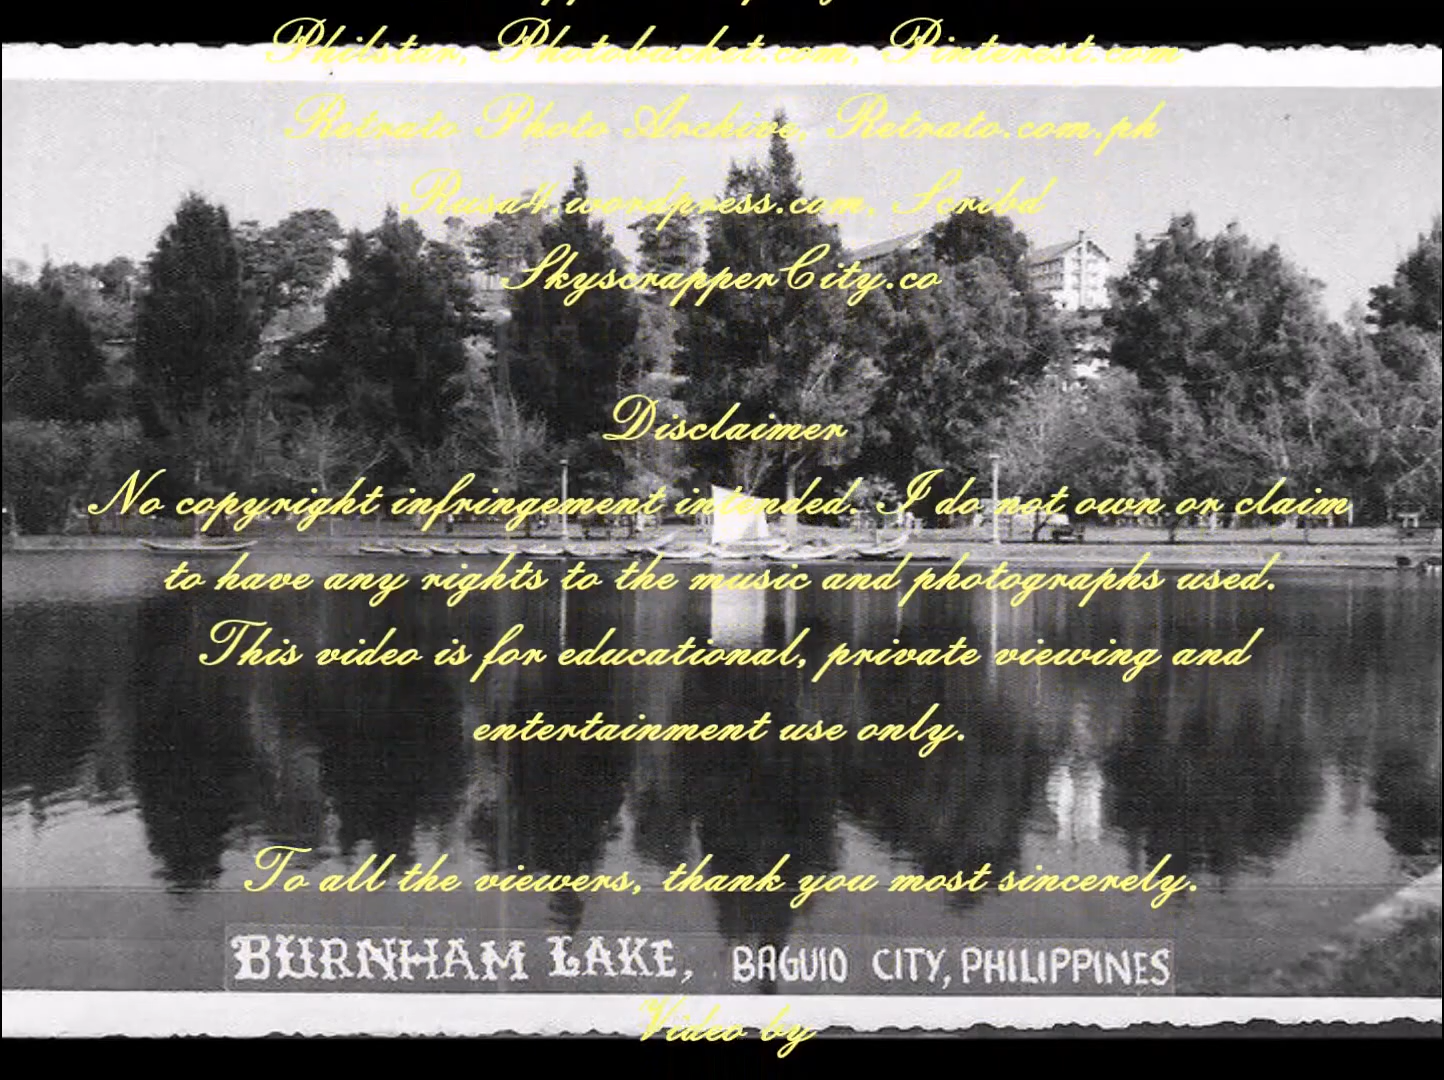 Philstar, Photobucket.com, Pinterest.com
Retrato Photo Archive, Retrato.com.ph
Rusa4.wordpress.com, Scribd
SkyscrapperCity.co
Disclaimer
No copyright infringement intended. I do not own or claim
to have any rights to the music and photographs used.
This video is for educational, private viewing and
entertainment use only.
To all the viewers, thank you most sincerely.
BURNHAM LAKE, BAGUIO CITY, PHILIPPINES
Video by